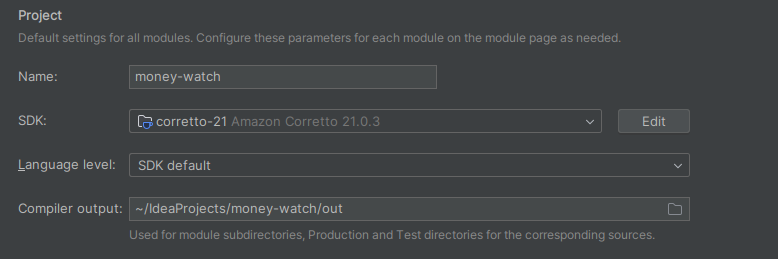 Project
Default settings for all modules. Configure these parameters for each module on the module page as needed.
Name: money-watch
SDK: corretto-21 Amazon Corretto 21.0.3 Edit
Language level: SDK default
Compiler output: ~/IdeaProjects/money-watch/out
Used for module subdirectories, Production and Test directories for the corresponding sources.